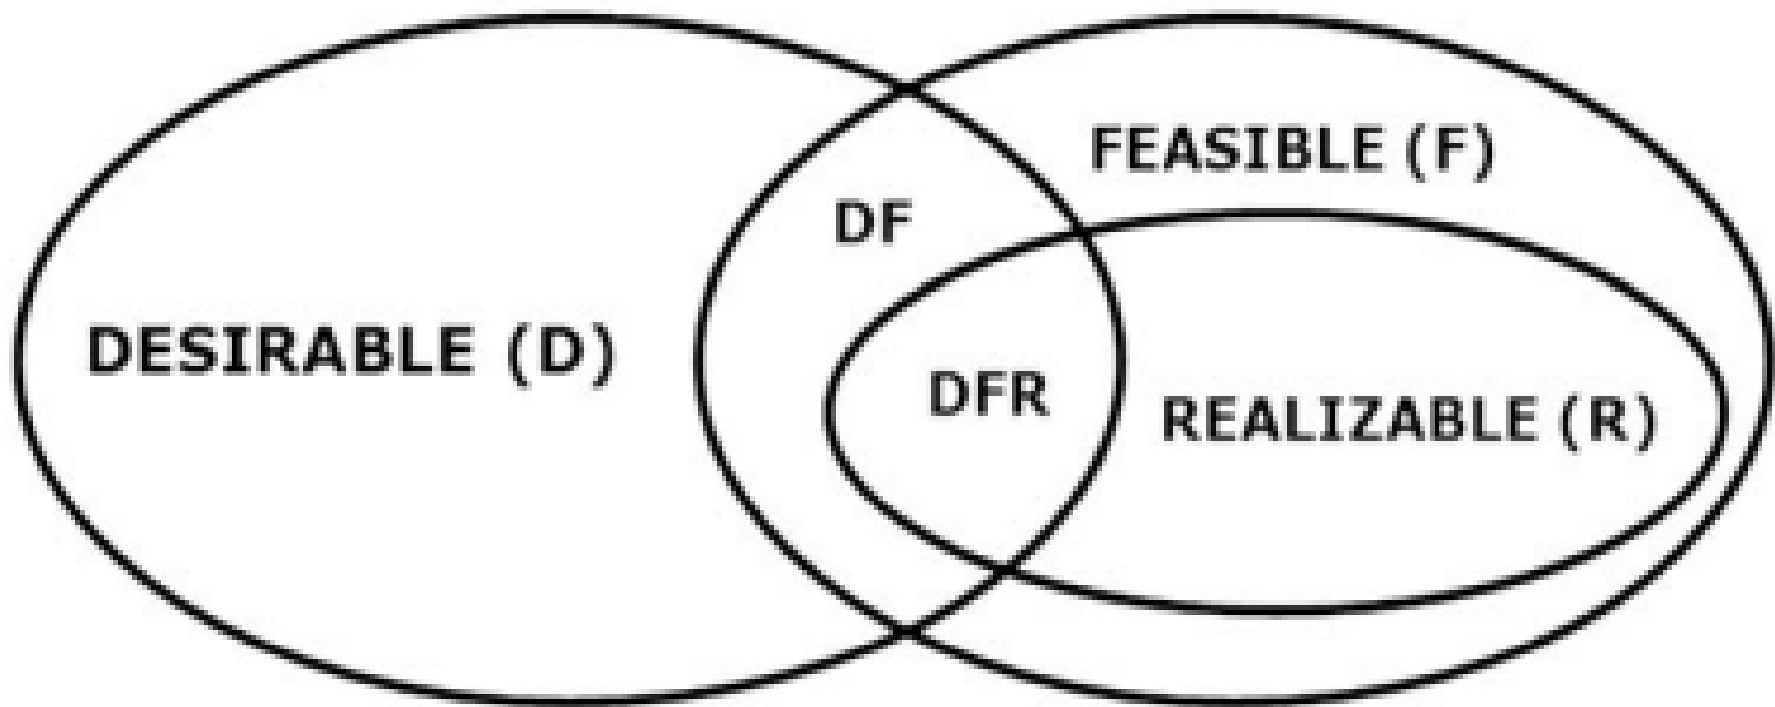 FEASIBLE (F)
DF
DESIRABLE (D)
DFR
REALIZABLE (R)